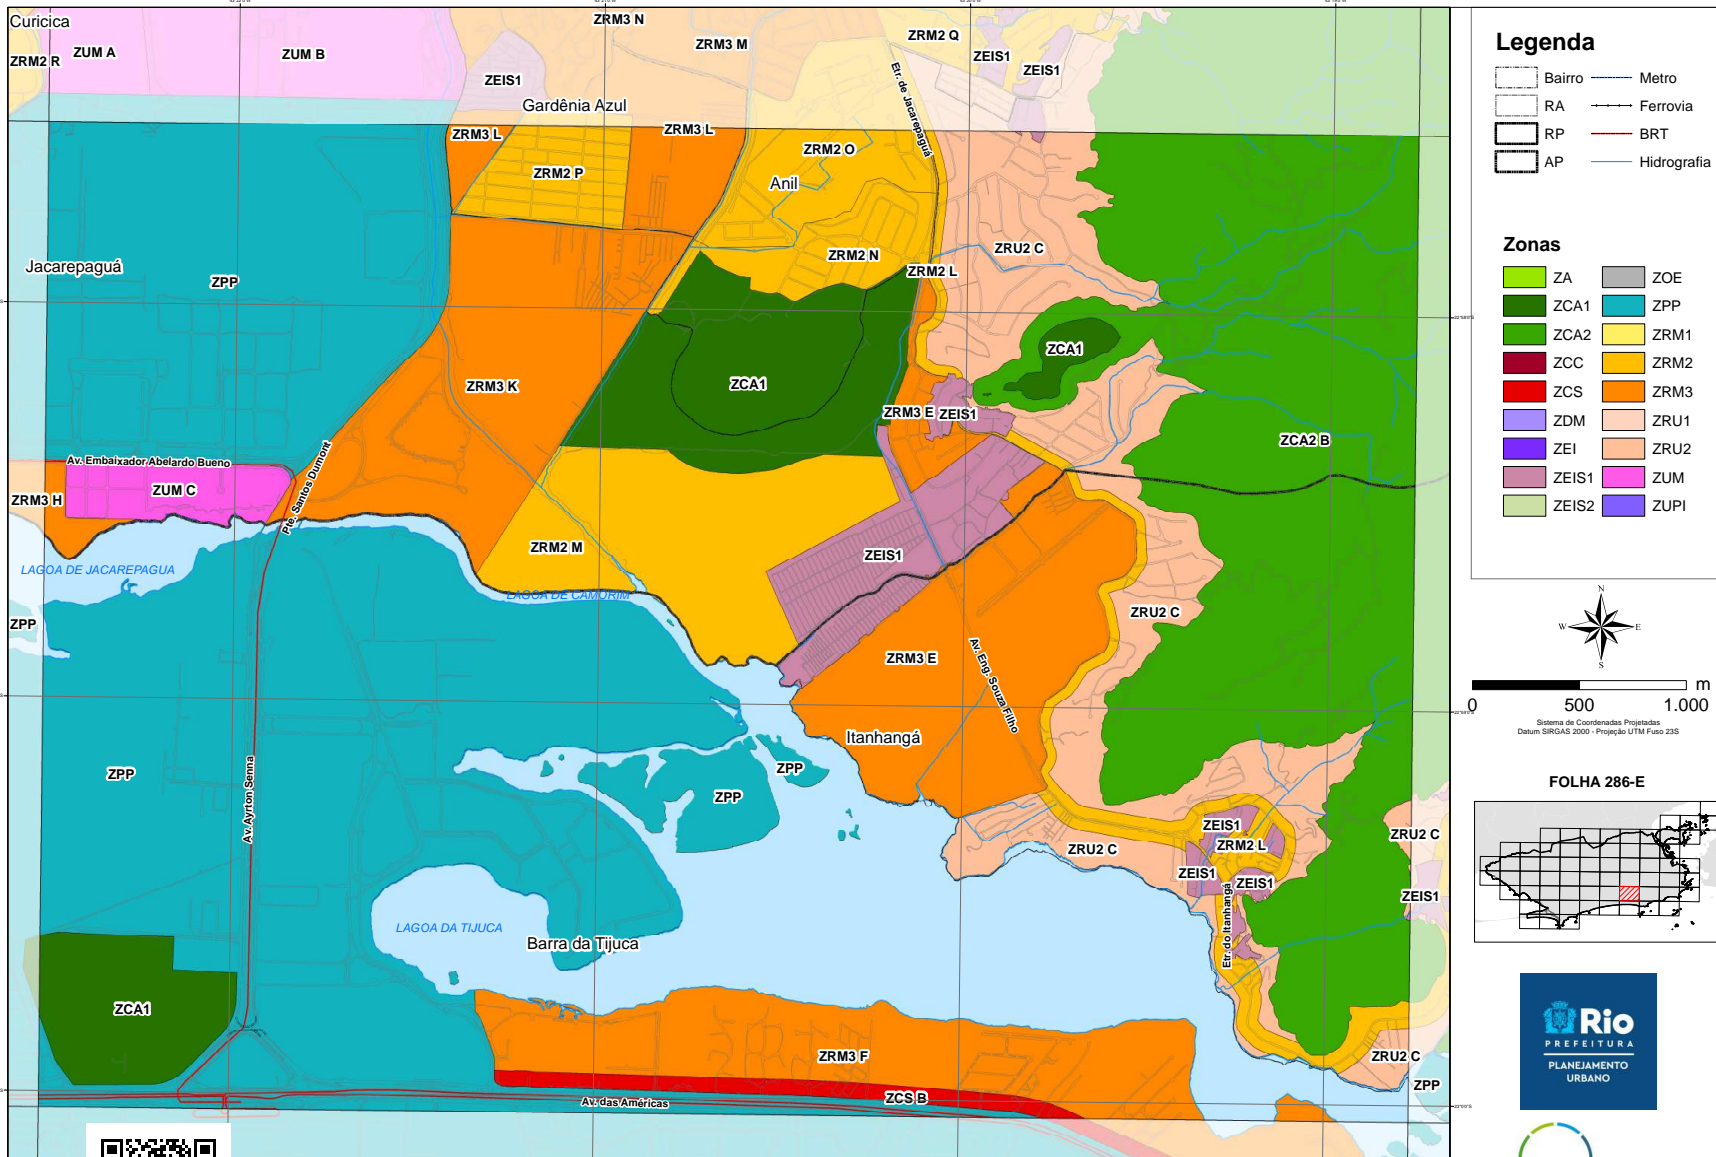 Curicica
ZRM2 R
ZUM A
ZUM B
ZRM3 N
ZRM3 M
ZRM2 Q
ZEIS1
ZEIS1
ZEIS1
Gardênia Azul
Etr. de Jacarepaguá
ZRM3 L
ZRM3 L
ZRM2 P
ZRM2 O
Anil
Jacarepaguá
ZPP
ZRM2 N
ZRM2 L
ZRU2 C
ZCA1
ZCA1
ZRM3 K
ZRM3 E
ZEIS1
ZCA2 B
Av. Embaixador Abelardo Bueno
ZRM3 H
ZUM C
Pte. Santos Dumont
ZRM2 M
ZEIS1
LAGOA DE JACAREPAGUA
LAGOA DE CAMORIM
ZPP
ZRU2 C
ZRM3 E
Av. Eng. Souza Filho
Itanhangá
ZPP
ZPP
ZPP
Av. Ayrton Senna
ZEIS1
ZRM2 L
ZRU2 C
ZRU2 C
ZEIS1
ZEIS1
ZEIS1
Etr. do Itanhangá
LAGOA DA TIJUCA
Barra da Tijuca
ZCA1
ZRM3 F
ZRU2 C
ZPP
ZCS B
Av. das Américas
Legenda
Bairro
Metro
RA
Ferrovia
RP
BRT
AP
Hidrografia
Zonas
ZA
ZOE
ZCA1
ZPP
ZCA2
ZRM1
ZCC
ZRM2
ZCS
ZRM3
ZDM
ZRU1
ZEI
ZRU2
ZEIS1
ZUM
ZEIS2
ZUPI
N
W
E
S
m
0
500
1.000
Sistema de Coordenadas Projetadas
Datum SIRGAS 2000 - Projeção UTM Fuso 23S
FOLHA 286-E
Rio
PREFEITURA
PLANEJAMENTO
URBANO